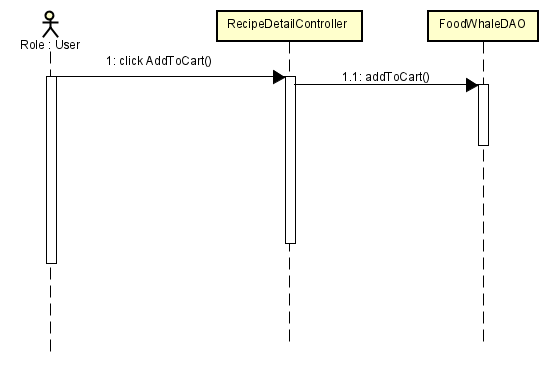 RecipeDetailController
FoodWhaleDAO
Role : User
1: click AddToCart()
1.1: addToCart()